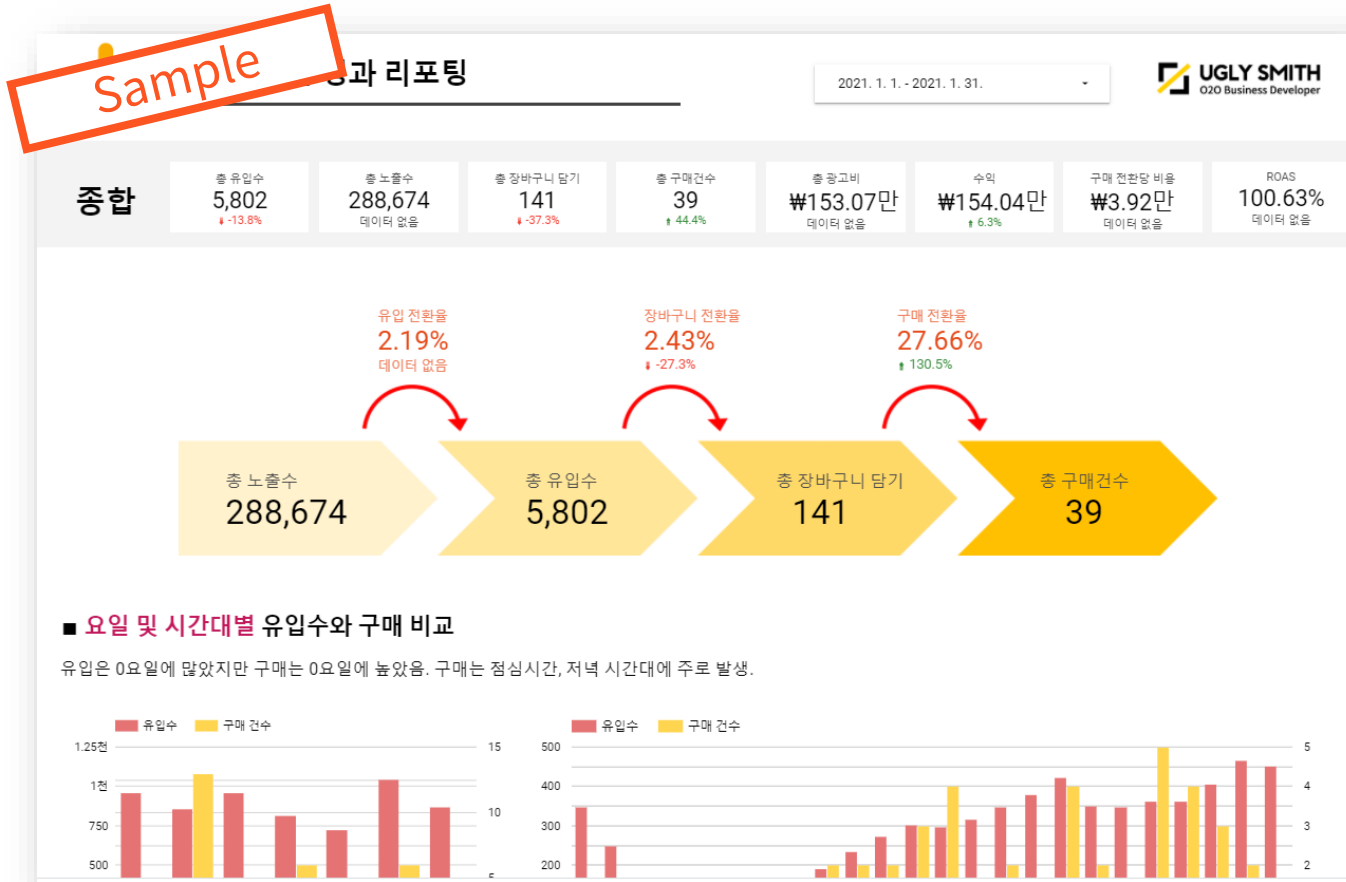 Sample
과 리포팅
2021. 1. 1. - 2021. 1. 31.
UGLY SMITH
O2O Business Developer
종합
총 유입수
5,802
-13.8%
총 노출수
288,674
데이터 없음
총 장바구니 담기
141
-37.3%
총 구매건수
39
44.4%
총 광고비
₩153.07만
데이터 없음
수익
₩154.04만
6.3%
구매 전환당 비용
₩3.92만
데이터 없음
ROAS
100.63%
데이터 없음
유입 전환율
2.19%
데이터 없음
장바구니 전환율
2.43%
-27.3%
구매 전환율
27.66%
130.5%
총 노출수
288,674
총 유입수
5,802
총 장바구니 담기
141
총 구매건수
39
■ 요일 및 시간대별 유입수와 구매 비교
유입은 0요일에 많았지만 구매는 0요일에 높았음. 구매는 점심시간, 저녁 시간대에 주로 발생.
유입수 구매 건수
1.25천
1천
750
500
15
10
유입수 구매 건수
500
400
300
200
5
4
3
2